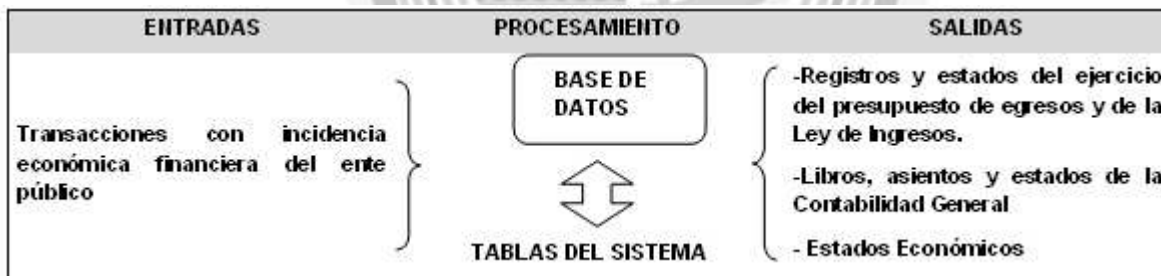 ENTRADAS PROCESAMIENTO SALIDAS
Transacciones con incidencia
económica financiera del ente
público
BASE DE
DATOS
TABLAS DEL SISTEMA
-Registros y estados del ejercicio
del presupuesto de egresos y de la
Ley de Ingresos.
-Libros, asientos y estados de la
Contabilidad General
- Estados Económicos